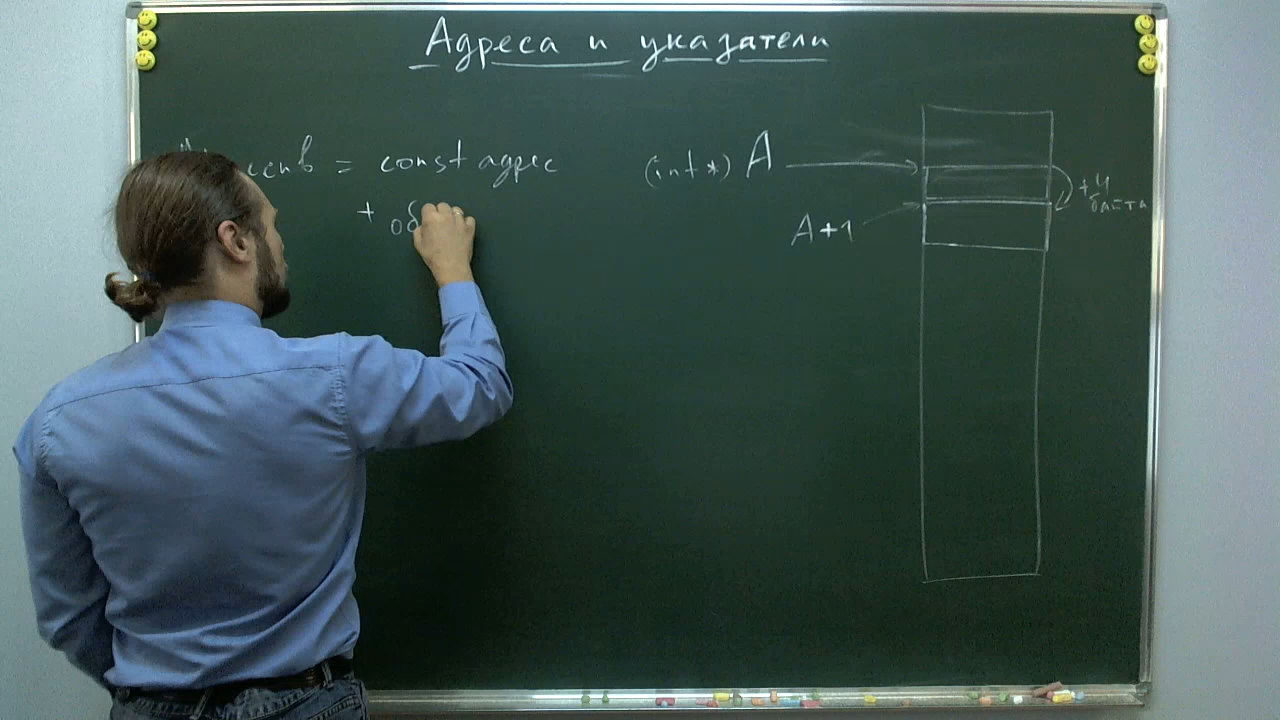 Адреса и указатели
= const адрес
+ об
(int *) A
A+1
+4
байта